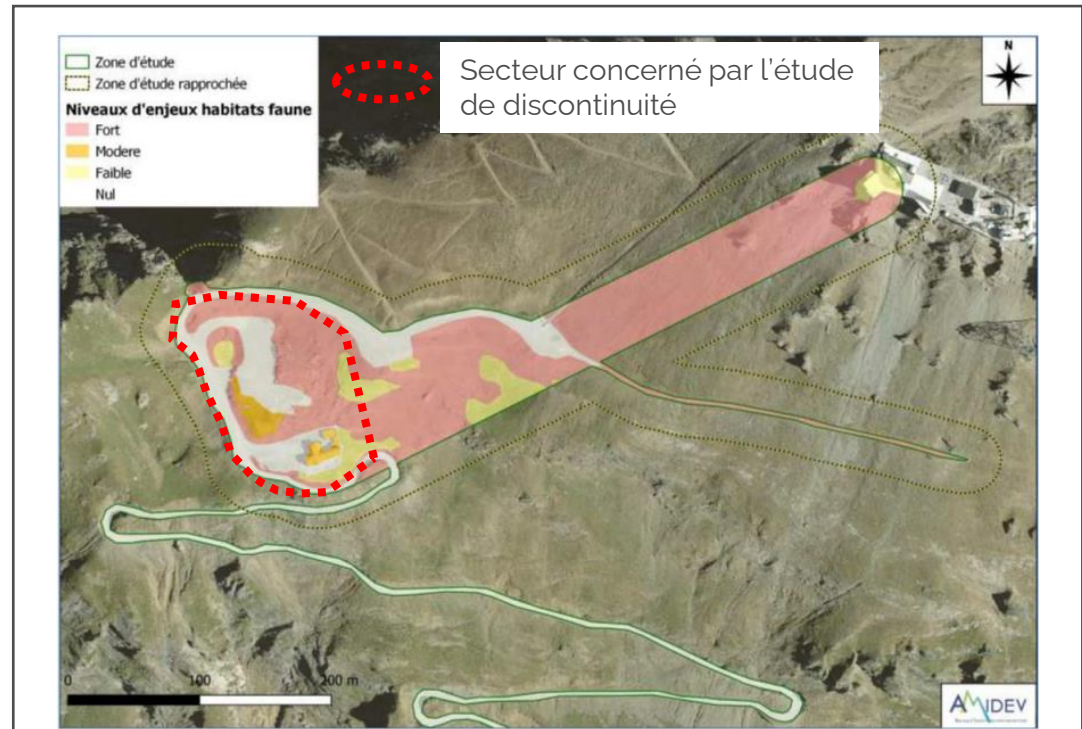 Zone d'étude
Zone d'étude rapprochée
Niveaux d'enjeux habitats faune
Fort
Modere
Faible
Nul
Secteur concerné par l'étude
de discontinuité
N
0 100 200 m
AMIDEV